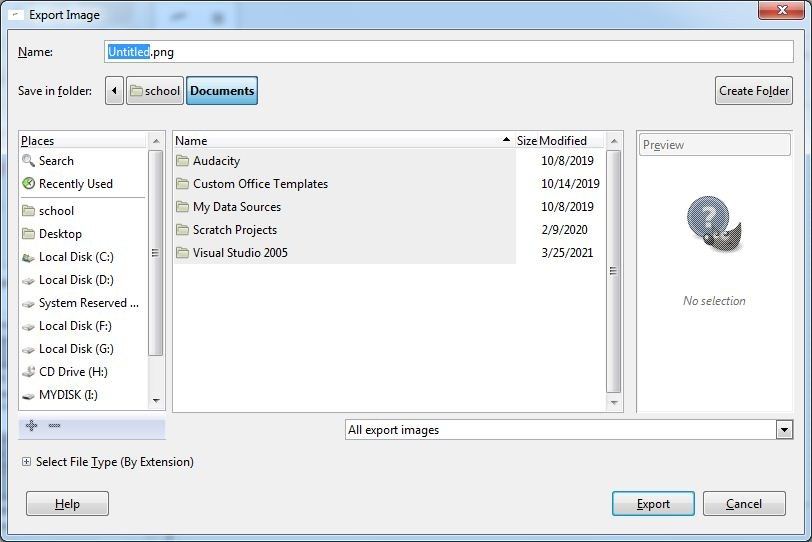 Export Image
Name: Untitled.png
Save in folder: school Documents Create Folder
Places
Search
Recently Used
school
Desktop
Local Disk (C:)
Local Disk (D:)
System Reserved ...
Local Disk (F:)
Local Disk (G:)
CD Drive (H:)
MYDISK (I:)
Name Size Modified
Audacity 10/8/2019
Custom Office Templates 10/14/2019
My Data Sources 10/8/2019
Scratch Projects 2/9/2020
Visual Studio 2005 3/25/2021
Preview
?
No selection
All export images
Select File Type (By Extension)
Help Export Cancel